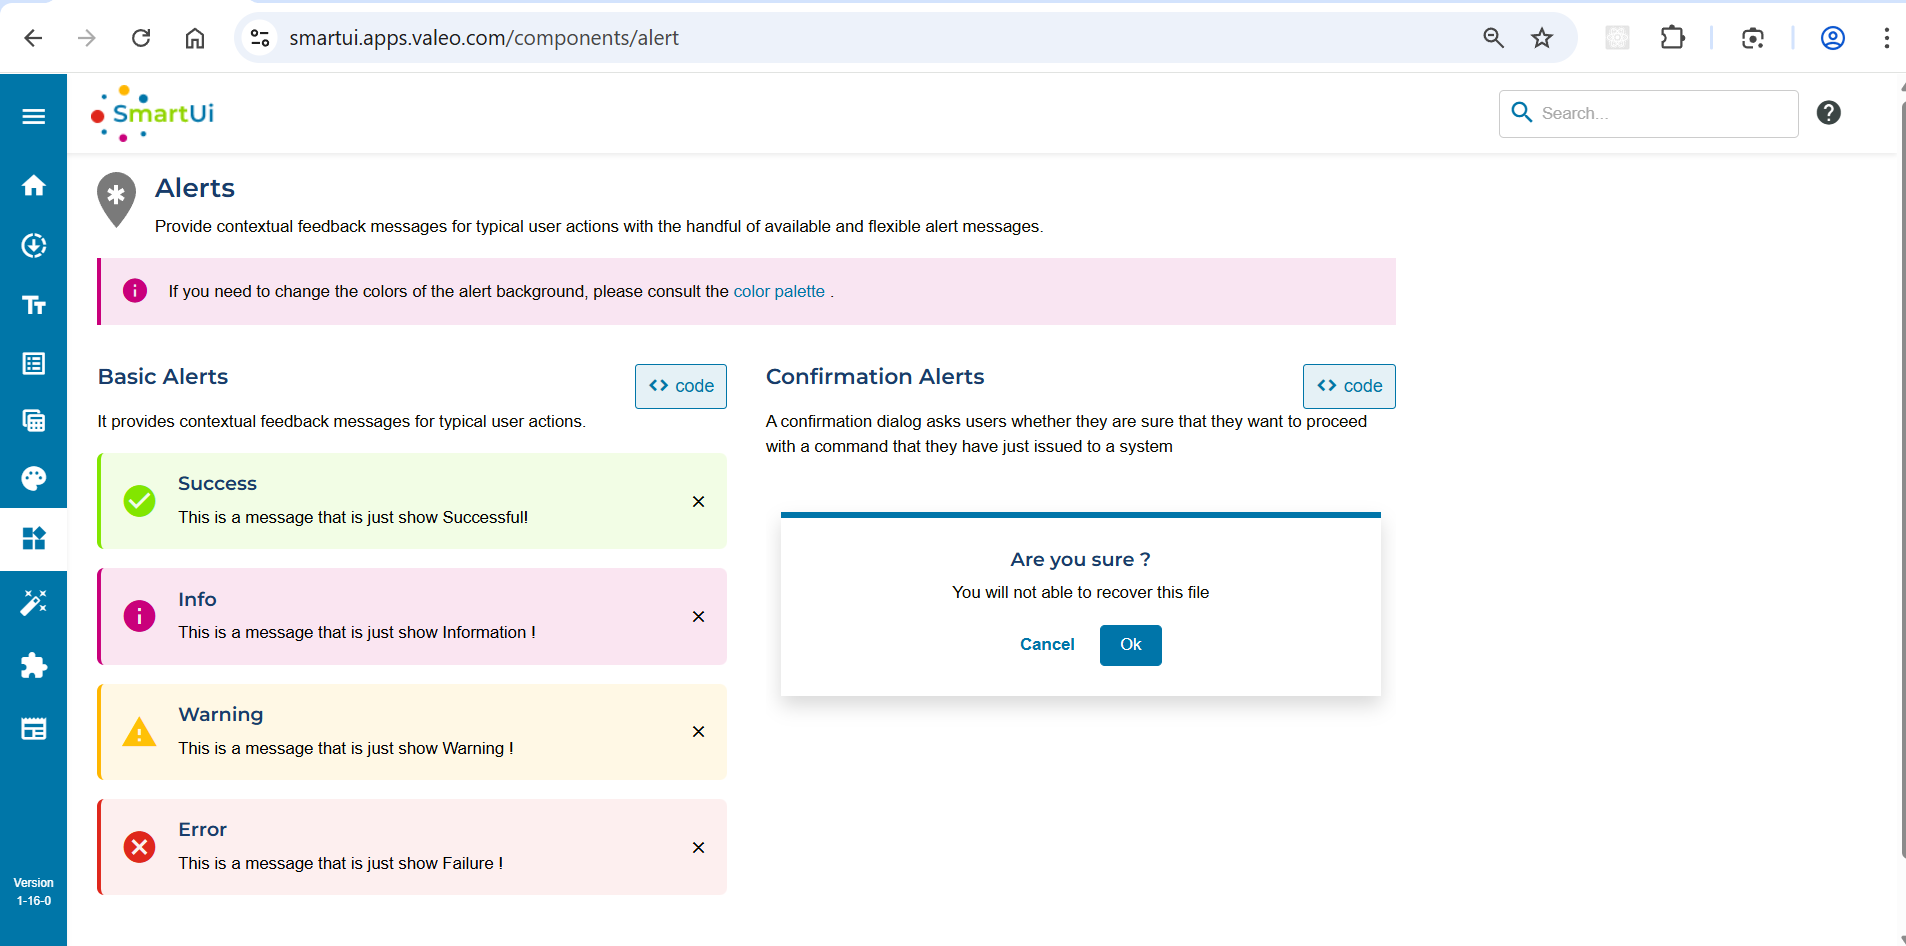 smartui.apps.valeo.com/components/alert
SmartUi
Search...
Alerts
Provide contextual feedback messages for typical user actions with the handful of available and flexible alert messages.
If you need to change the colors of the alert background, please consult the color palette .
Basic Alerts
<> code
It provides contextual feedback messages for typical user actions.
Success
This is a message that is just show Successful!
Info
This is a message that is just show Information !
Warning
This is a message that is just show Warning !
Error
This is a message that is just show Failure !
Confirmation Alerts
<> code
A confirmation dialog asks users whether they are sure that they want to proceed
with a command that they have just issued to a system
Are you sure ?
You will not able to recover this file
Cancel
Ok
Version
1-16-0